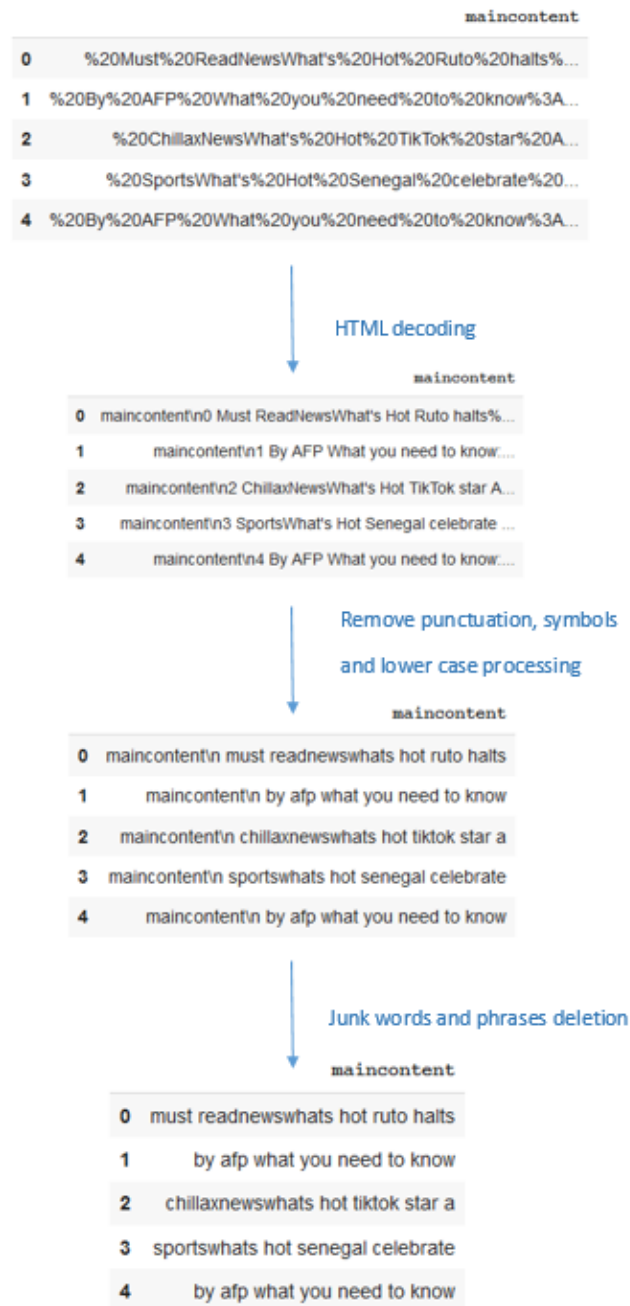 maincontent
0 %20Must%20ReadNewsWhat's%20Hot%20Ruto%20halts%...
1 %20By%20AFP%20What%20you%20need%20to%20know%3A...
2 %20ChillaxNewsWhat's%20Hot%20TikTok%20star%20A...
3 %20SportsWhat's%20Hot%20Senegal%20celebrate%20...
4 %20By%20AFP%20What%20you%20need%20to%20know%3A...
HTML decoding
maincontent
0 maincontent\n0 Must ReadNewsWhat's Hot Ruto halts%...
1 maincontent\n1 By AFP What you need to know:...
2 maincontent\n2 ChillaxNewsWhat's Hot TikTok star A...
3 maincontent\n3 SportsWhat's Hot Senegal celebrate ...
4 maincontent\n4 By AFP What you need to know:...
Remove punctuation, symbols
and lower case processing
maincontent
0 maincontent\n must readnewswhats hot ruto halts
1 maincontent\n by afp what you need to know
2 maincontent\n chillaxnewswhats hot tiktok star a
3 maincontent\n sportswhats hot senegal celebrate
4 maincontent\n by afp what you need to know
Junk words and phrases deletion
maincontent
0 must readnewswhats hot ruto halts
1 by afp what you need to know
2 chillaxnewswhats hot tiktok star a
3 sportswhats hot senegal celebrate
4 by afp what you need to know